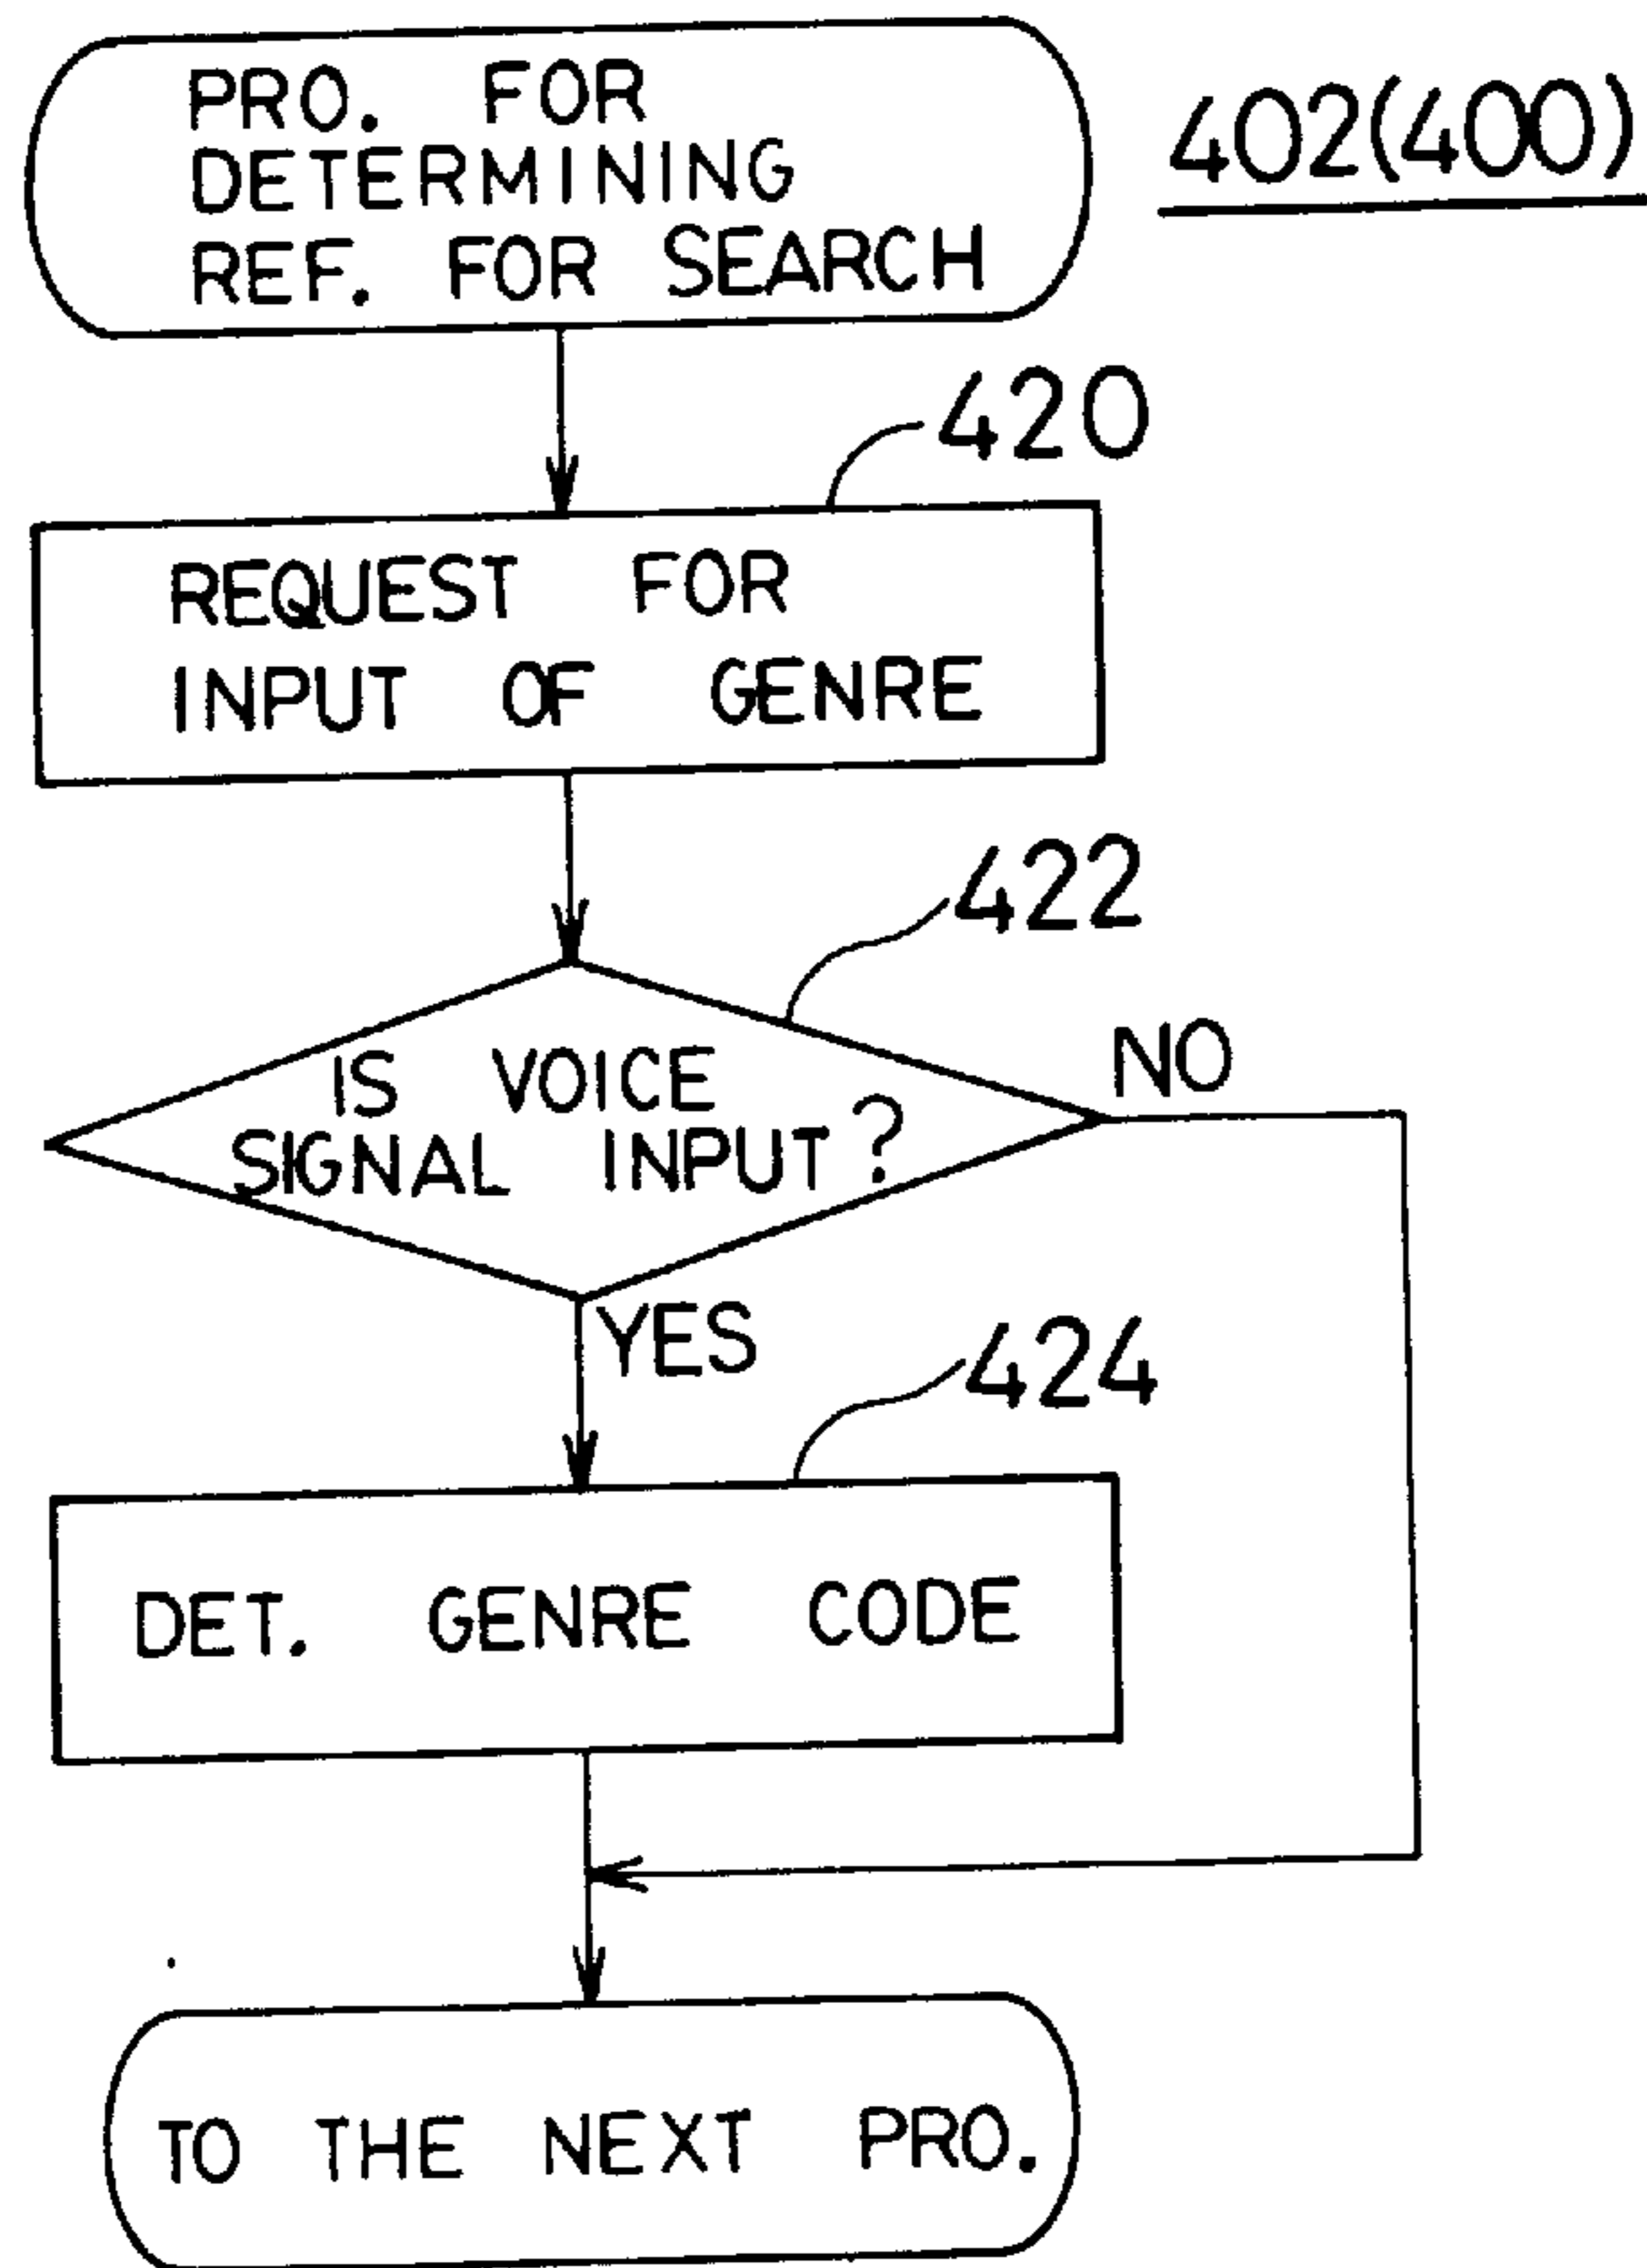 PRO. FOR
DETERMINING
REF. FOR SEARCH
402(400)
420
REQUEST FOR
INPUT OF GENRE
422
IS VOICE
SIGNAL INPUT?
NO
YES
424
DET. GENRE CODE
TO THE NEXT PRO.